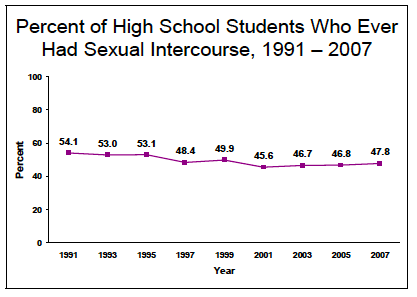 Percent of High School Students Who Ever
Had Sexual Intercourse, 1991 – 2007
100
80
60
40
20
0
Percent
54.1 53.0 53.1 48.4 49.9 45.6 46.7 46.8 47.8
1991 1993 1995 1997 1999 2001 2003 2005 2007
Year